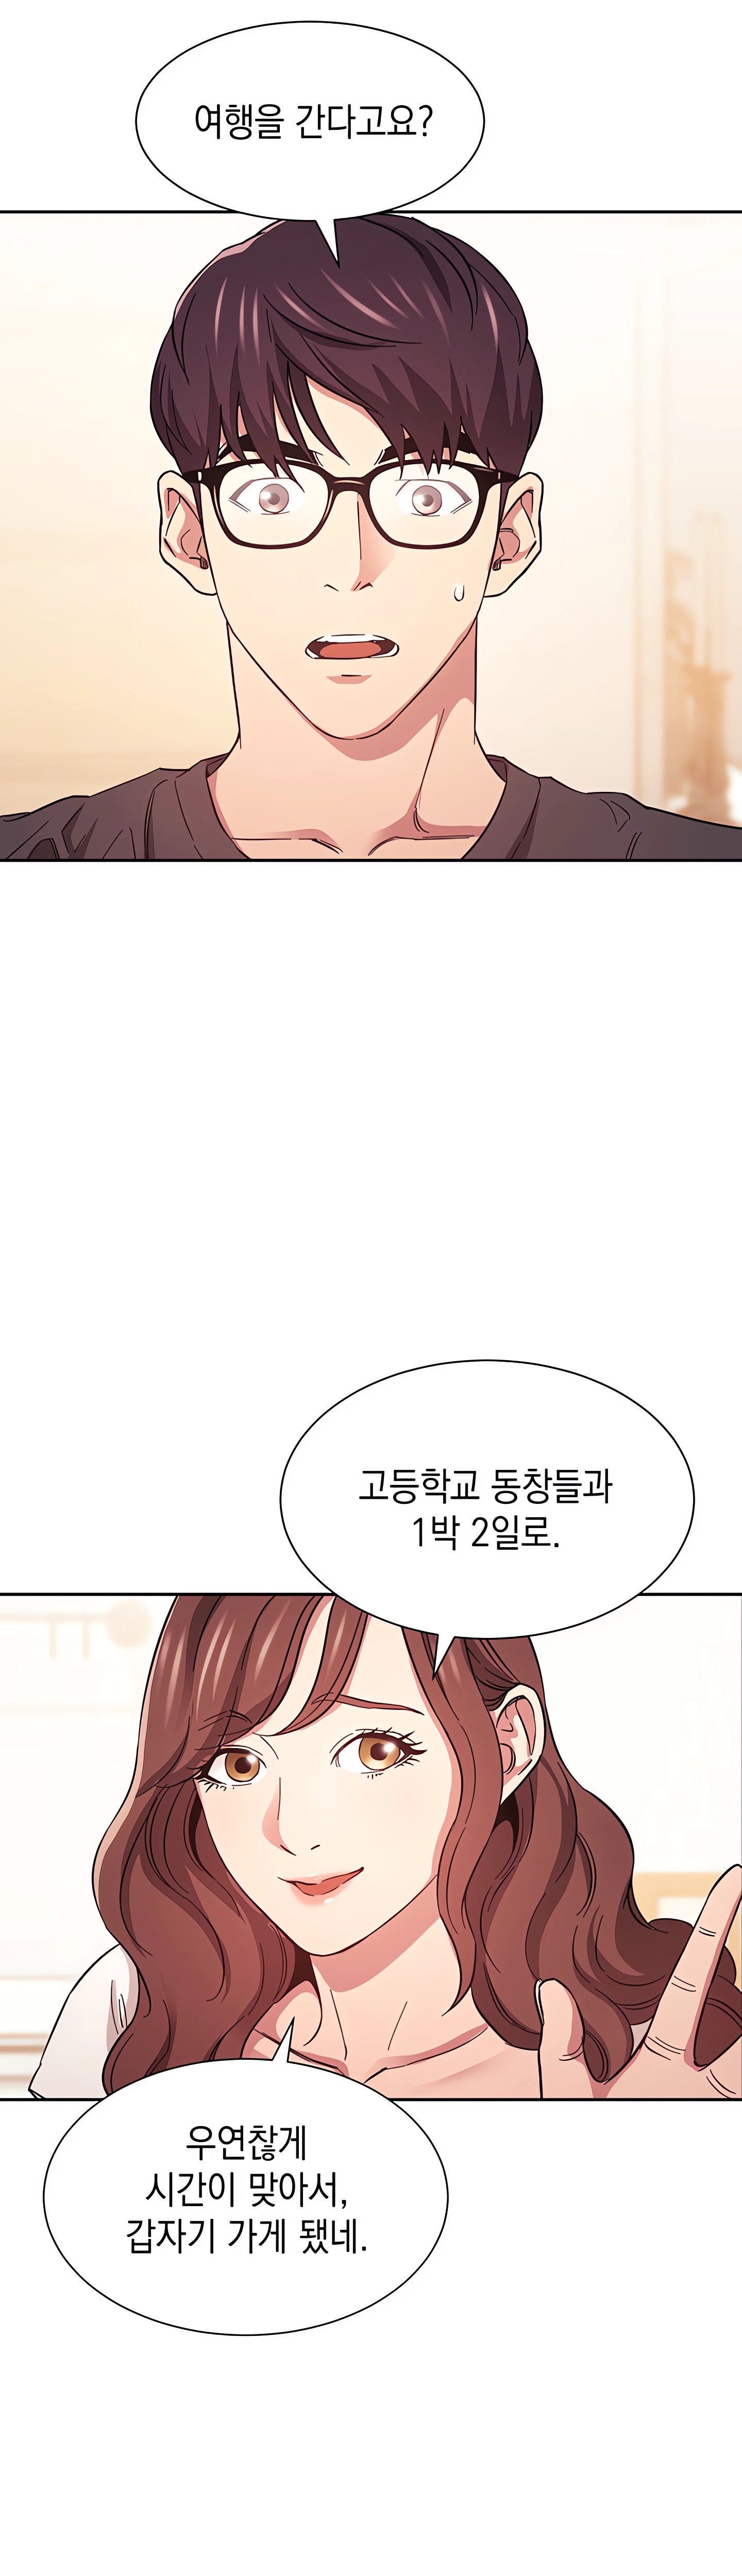 여행을 간다고요?
고등학교 동창들과
1박 2일로.
우연찮게
시간이 맞아서,
갑자기 가게 됐네.